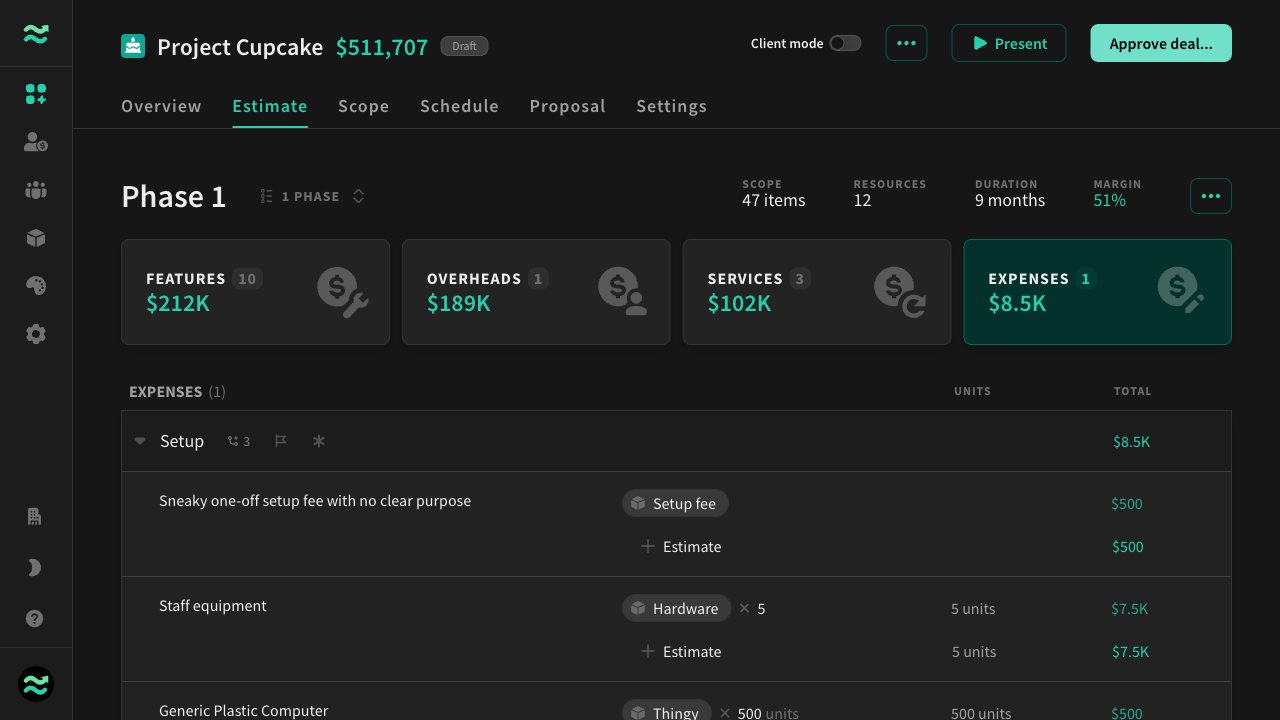 Project Cupcake $511,707 Draft
Client mode
Present
Approve deal...
Overview Estimate Scope Schedule Proposal Settings
Phase 1
1 PHASE
SCOPE
47 items
RESOURCES
12
DURATION
9 months
MARGIN
51%
FEATURES 10
$212K
OVERHEADS 1
$189K
SERVICES 3
$102K
EXPENSES 1
$8.5K
EXPENSES (1) UNITS TOTAL
Setup 3 $8.5K
Sneaky one-off setup fee with no clear purpose Setup fee $500
Estimate $500
Staff equipment Hardware × 5 5 units $7.5K
Estimate 5 units $7.5K
Generic Plastic Computer Thingy × 500 units 500 units $500